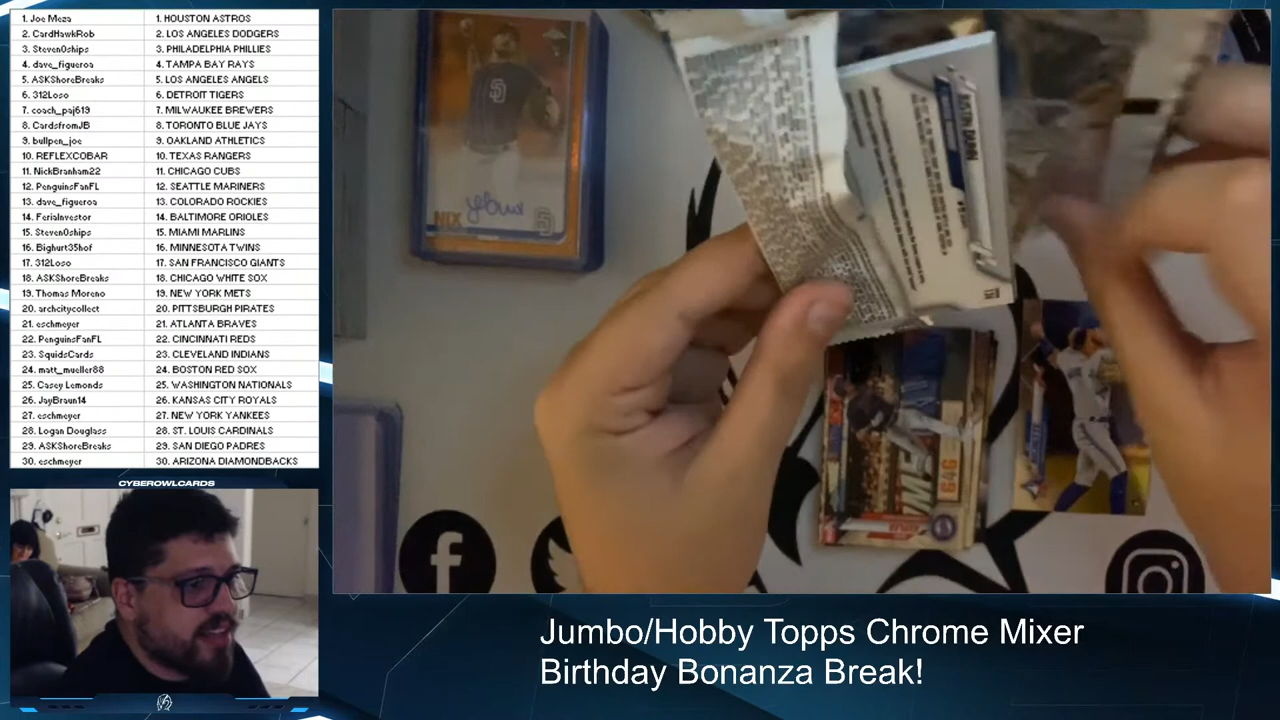 1. Joe Meza 1. HOUSTON ASTROS
2. CardHawkRob 2. LOS ANGELES DODGERS
3. Steven0ships 3. PHILADELPHIA PHILLIES
4. dave_figueroa 4. TAMPA BAY RAYS
5. ASKShoreBreaks 5. LOS ANGELES ANGELS
6. 312Loso 6. DETROIT TIGERS
7. coach_paj619 7. MILWAUKEE BREWERS
8. CardsfromJB 8. TORONTO BLUE JAYS
9. bullpen_joe 9. OAKLAND ATHLETICS
10. REFLEXCOBAR 10. TEXAS RANGERS
11. NickBranham22 11. CHICAGO CUBS
12. PenguinsFanFL 12. SEATTLE MARINERS
13. dave_figueroa 13. COLORADO ROCKIES
14. FeriaInvestor 14. BALTIMORE ORIOLES
15. Steven0ships 15. MIAMI MARLINS
16. Bighurt35hof 16. MINNESOTA TWINS
17. 312Loso 17. SAN FRANCISCO GIANTS
18. ASKShoreBreaks 18. CHICAGO WHITE SOX
19. Thomas Moreno 19. NEW YORK METS
20. archcitycollect 20. PITTSBURGH PIRATES
21. eschmeyer 21. ATLANTA BRAVES
22. PenguinsFanFL 22. CINCINNATI REDS
23. SquidsCards 23. CLEVELAND INDIANS
24. matt_mueller88 24. BOSTON RED SOX
25. Casey Lemonds 25. WASHINGTON NATIONALS
26. JayBraun14 26. KANSAS CITY ROYALS
27. eschmeyer 27. NEW YORK YANKEES
28. Logan Douglass 28. ST. LOUIS CARDINALS
29. ASKShoreBreaks 29. SAN DIEGO PADRES
30. eschmeyer 30. ARIZONA DIAMONDBACKS
CYBEROWLCARDS
NIX
Jumbo/Hobby Topps Chrome Mixer
Birthday Bonanza Break!